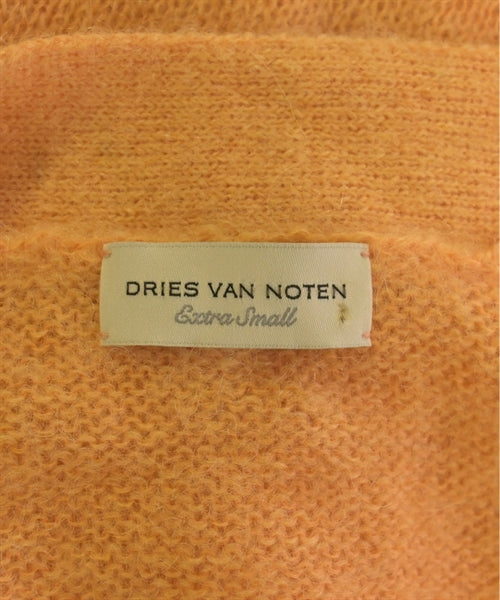 DRIES VAN NOTEN
Extra Small